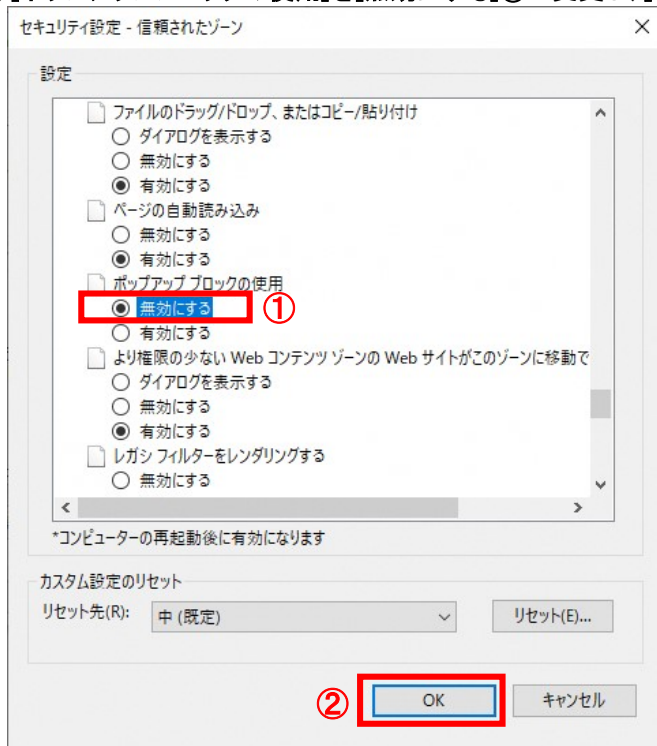 セキュリティ設定 - 信頼されたゾーン
設定
ファイルのドラッグ/ドロップ、またはコピー/貼り付け
ダイアログを表示する
無効にする
有効にする
ページの自動読み込み
無効にする
有効にする
ポップアップ ブロックの使用
無効にする ①
有効にする
より権限の少ない Web コンテンツ ゾーンの Web サイトがこのゾーンに移動で
ダイアログを表示する
無効にする
有効にする
レガシ フィルターをレンダリングする
無効にする
*コンピューターの再起動後に有効になります
カスタム設定のリセット
リセット先(R): 中 (既定) リセット(E)...
② OK キャンセル